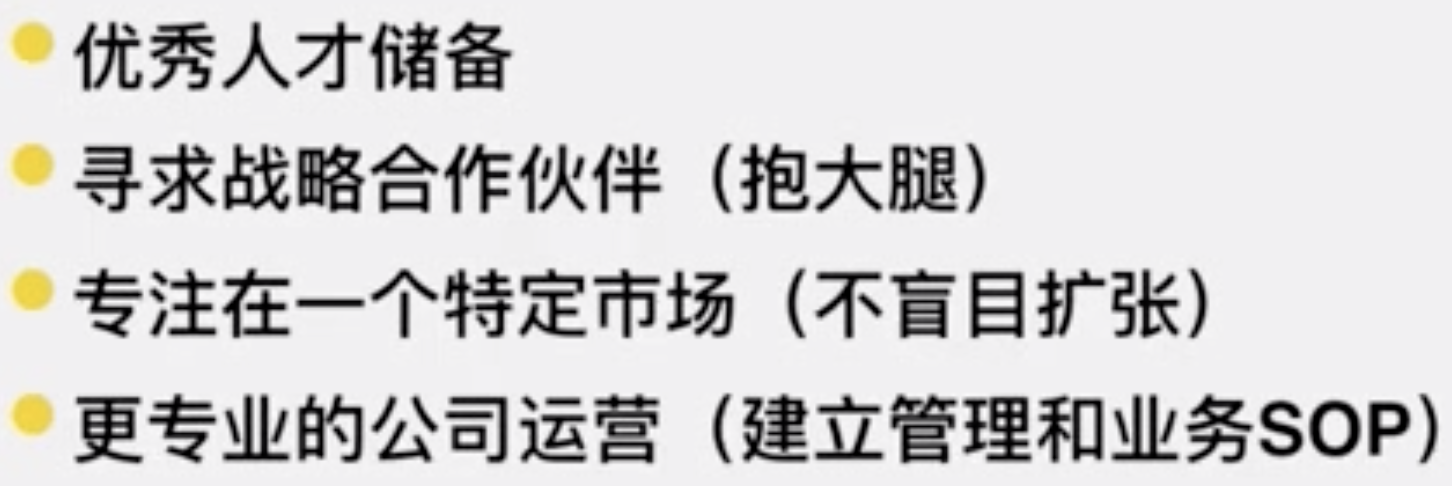 优秀人才储备
寻求战略合作伙伴（抱大腿）
专注在一个特定市场（不盲目扩张）
更专业的公司运营（建立管理和业务SOP）